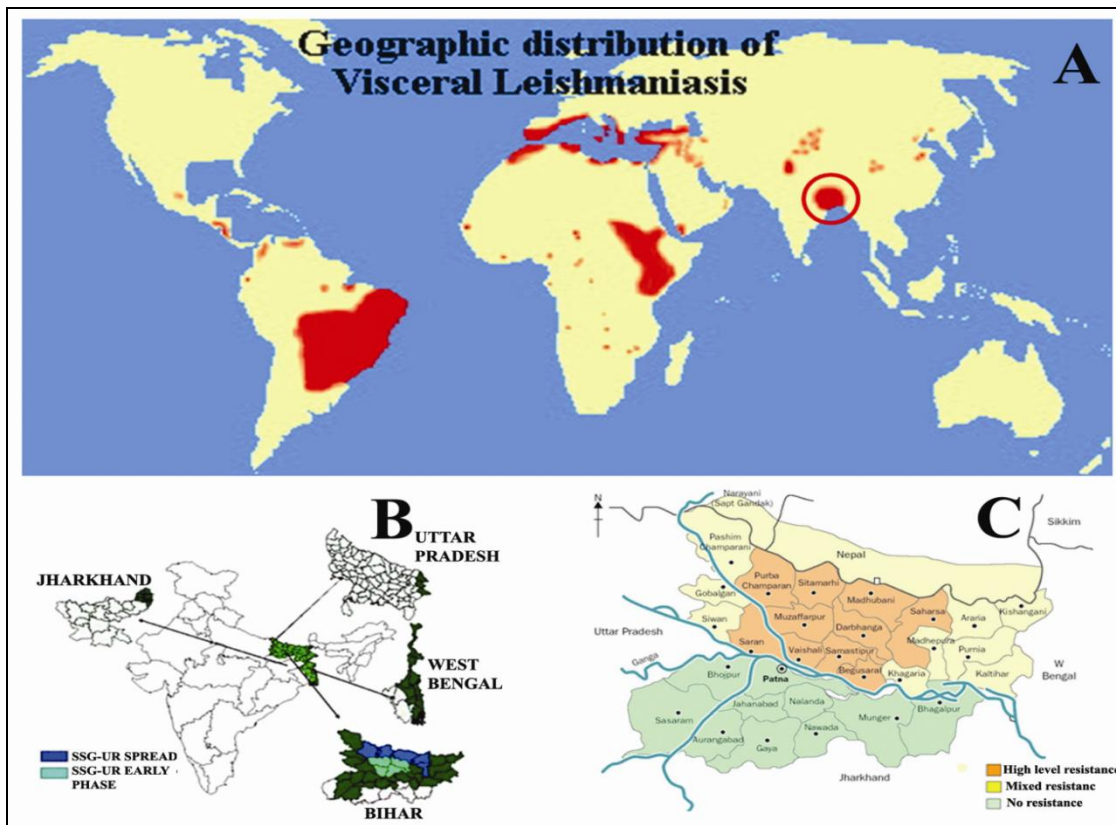 Geographic distribution of
Visceral Leishmaniasis
A
B
UTTAR
PRADESH
JHARKHAND
WEST
BENGAL
SSG-UR SPREAD
SSG-UR EARLY
PHASE
BIHAR
C
N
Narayani
(Sapt Gandak)
Sikkim
Pashim
Champarani
Nepal
Purba
Champaran
Sitamarhi
Madhubani
Gobalgan
Saharsa
Kishangani
Araria
Siwan
Muzaffarpur
Darbhanga
Uttar Pradesh
Madhepura
Saran
Vaishali
Samastipur
Purnia
W
Bengal
Ganga
Begusarai
Khagaria
Kaltihar
Bhojpur
Patna
Jahanabad
Nalanda
Bhagalpur
Sasaram
Munger
Nawada
Aurangabad
Gaya
Jharkhand
High level resistance
Mixed resistanc
No resistance